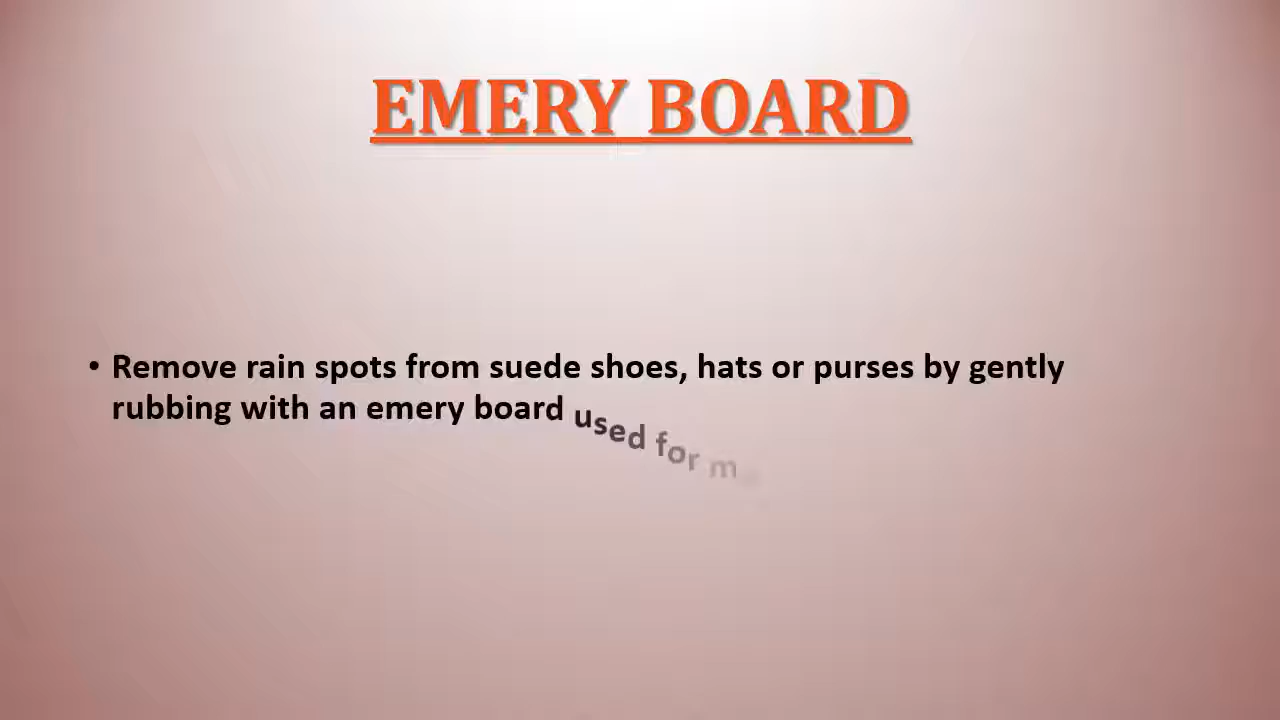 EMERY BOARD
• Remove rain spots from suede shoes, hats or purses by gently
rubbing with an emery board used for